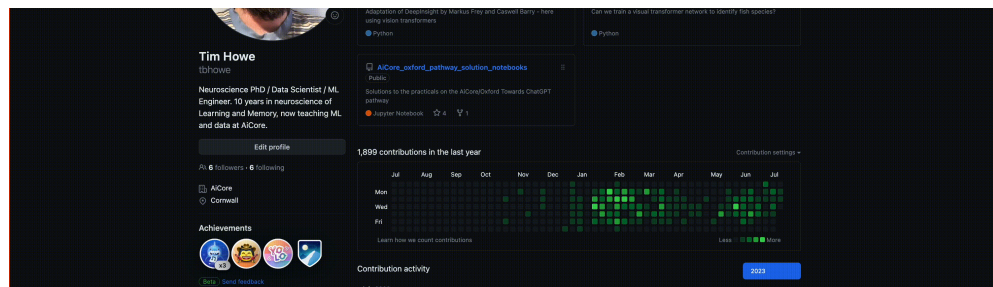 Adaptation of DeepInsight by Markus Frey and Caswell Barry - here
using vision transformers
Python
Can we train a visual transformer network to identify fish species?
Python
Tim Howe
tbhowe
Neuroscience PhD / Data Scientist / ML
Engineer. 10 years in neuroscience of
Learning and Memory, now teaching ML
and data at AiCore.
Edit profile
6 followers · 6 following
AiCore
Cornwall
Achievements
x3
Beta Send feedback
AiCore_oxford_pathway_solution_notebooks
Public
Solutions to the practicals on the AiCore/Oxford Towards ChatGPT
pathway
Jupyter Notebook 4 1
1,899 contributions in the last year
Contribution settings
Jul Aug Sep Oct Nov Dec Jan Feb Mar Apr May Jun Jul
Mon
Wed
Fri
Learn how we count contributions
Less More
Contribution activity
2023